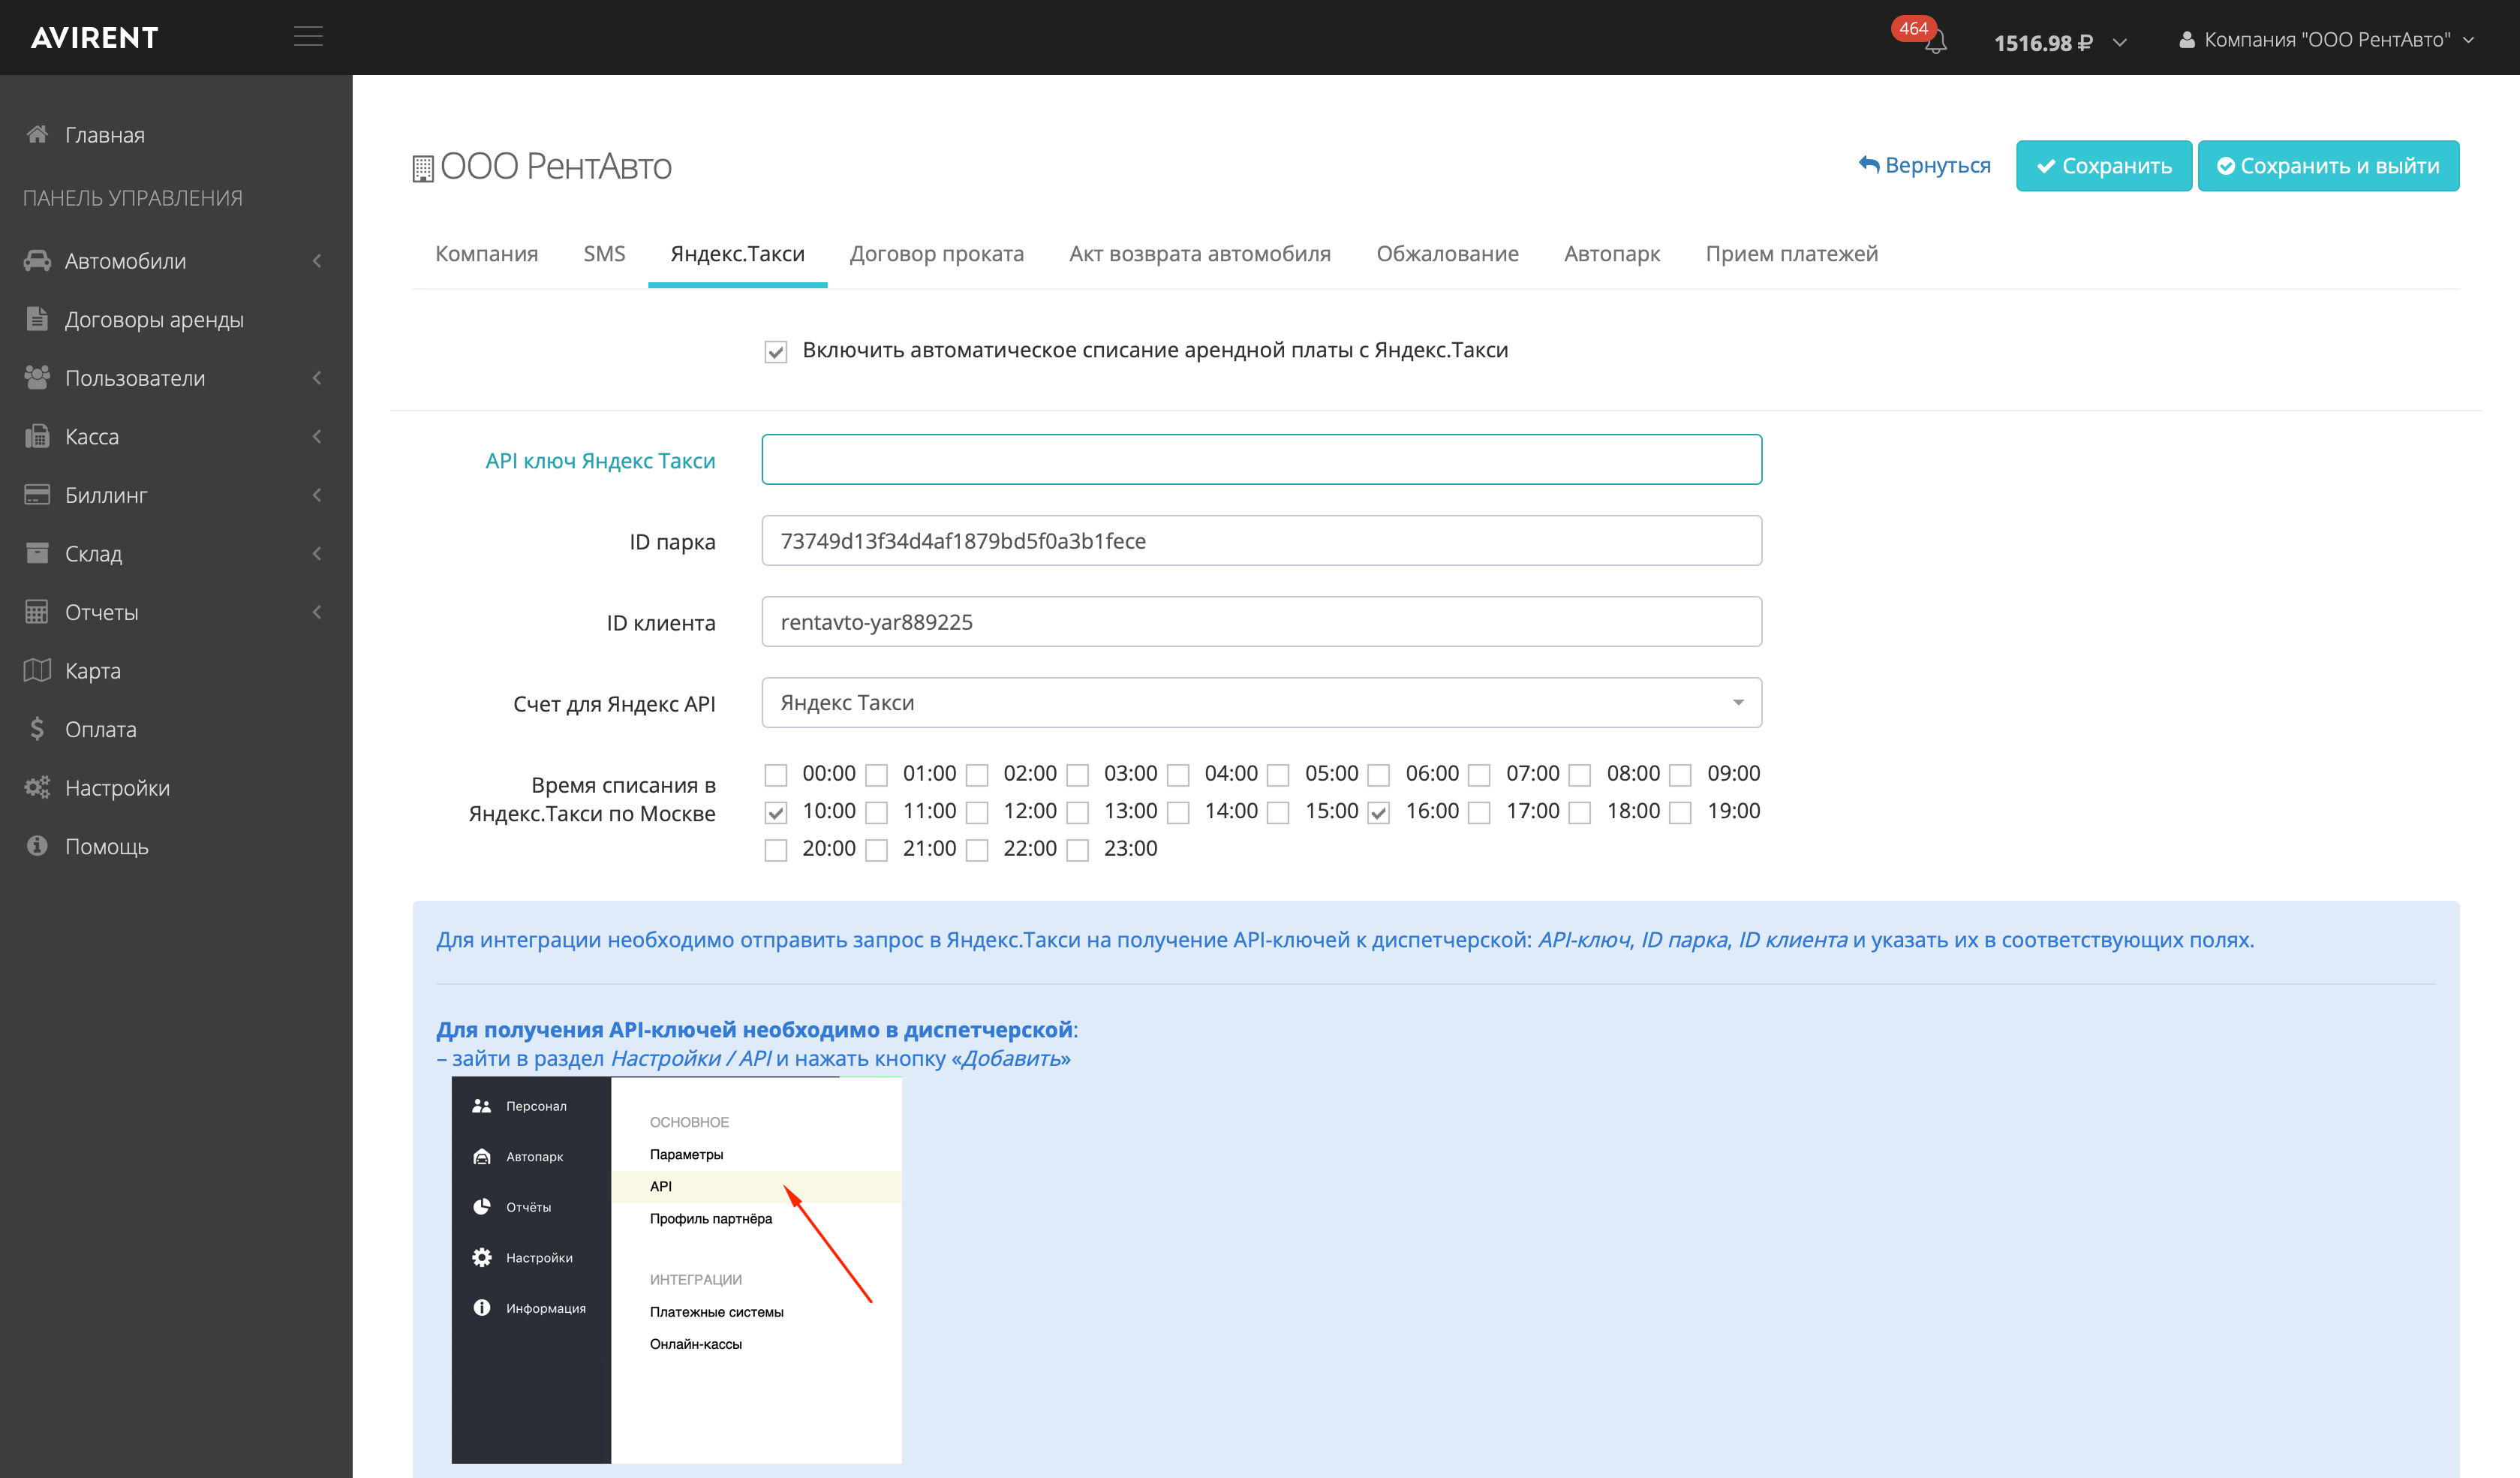 AVIRENT
464
1516.98 ₽
Компания "ООО РентАвто"
Главная
ПАНЕЛЬ УПРАВЛЕНИЯ
Автомобили
Договоры аренды
Пользователи
Касса
Биллинг
Склад
Отчеты
Карта
Оплата
Настройки
Помощь
ООО РентАвто
Вернуться
Сохранить
Сохранить и выйти
Компания SMS Яндекс.Такси Договор проката Акт возврата автомобиля Обжалование Автопарк Прием платежей
Включить автоматическое списание арендной платы с Яндекс.Такси
API ключ Яндекс Такси
ID парка 73749d13f34d4af1879bd5f0a3b1fece
ID клиента rentavto-yar889225
Счет для Яндекс API Яндекс Такси
Время списания в
Яндекс.Такси по Москве
00:00 01:00 02:00 03:00 04:00 05:00 06:00 07:00 08:00 09:00
10:00 11:00 12:00 13:00 14:00 15:00 16:00 17:00 18:00 19:00
20:00 21:00 22:00 23:00
Для интеграции необходимо отправить запрос в Яндекс.Такси на получение API-ключей к диспетчерской: API-ключ, ID парка, ID клиента и указать их в соответствующих полях.
Для получения API-ключей необходимо в диспетчерской:
– зайти в раздел Настройки / API и нажать кнопку «Добавить»
Персонал
Автопарк
Отчёты
Настройки
Информация
ОСНОВНОЕ
Параметры
API
Профиль партнёра
ИНТЕГРАЦИИ
Платежные системы
Онлайн-кассы